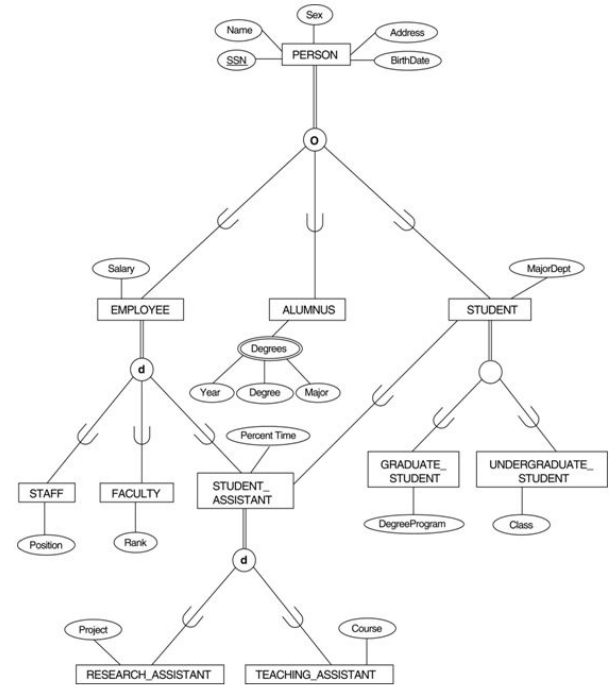 Sex
Name
Address
PERSON
SSN
BirthDate
O
Salary
MajorDept
EMPLOYEE
ALUMNUS
STUDENT
Degrees
d
Year
Degree
Major
Percent Time
GRADUATE_
STUDENT
UNDERGRADUATE_
STUDENT
STAFF
FACULTY
STUDENT_
ASSISTANT
DegreeProgram
Class
Position
Rank
d
Project
Course
RESEARCH_ASSISTANT
TEACHING_ASSISTANT